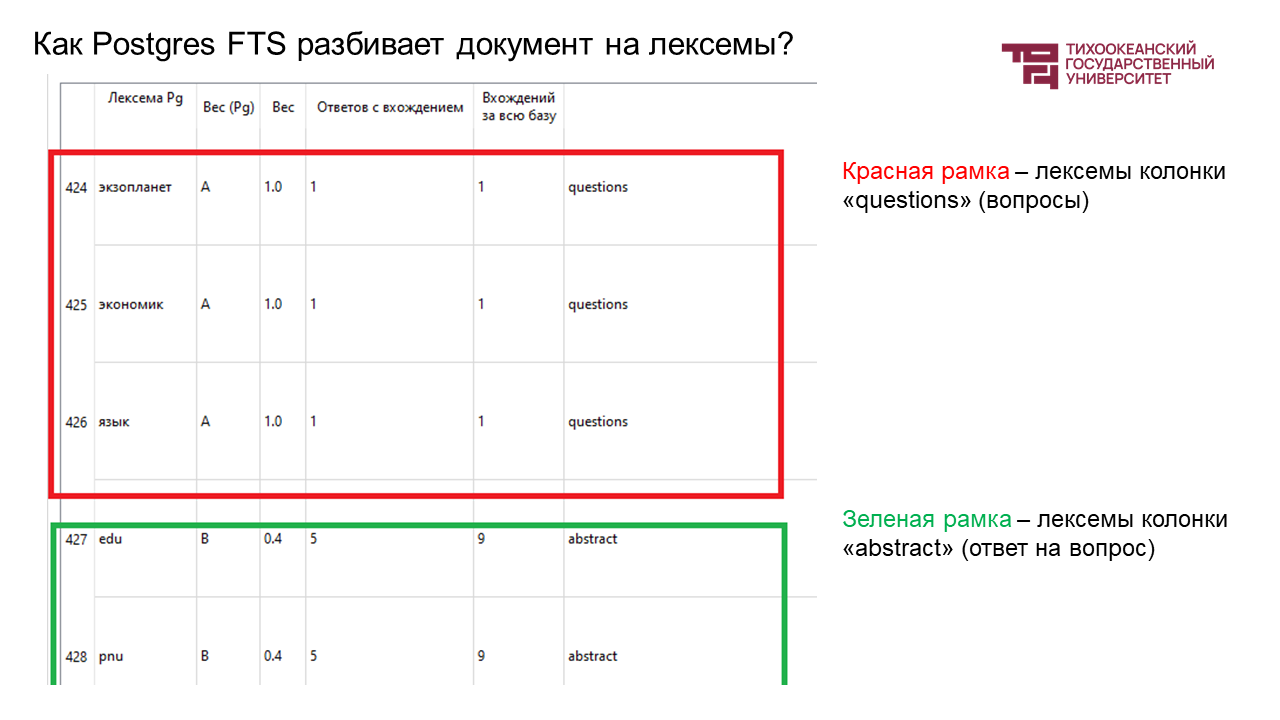 Как Postgres FTS разбивает документ на лексемы?
ТИХООКЕАНСКИЙ
ГОСУДАРСТВЕННЫЙ
УНИВЕРСИТЕТ
Лексема Pg Вес (Pg) Вес Ответов с вхождением Вхождений
за всю базу
424 экзопланет A 1.0 1 1 questions
425 экономик A 1.0 1 1 questions
426 язык A 1.0 1 1 questions
427 edu B 0.4 5 9 abstract
428 pnu B 0.4 5 9 abstract
Красная рамка – лексемы колонки
«questions» (вопросы)
Зеленая рамка – лексемы колонки
«abstract» (ответ на вопрос)